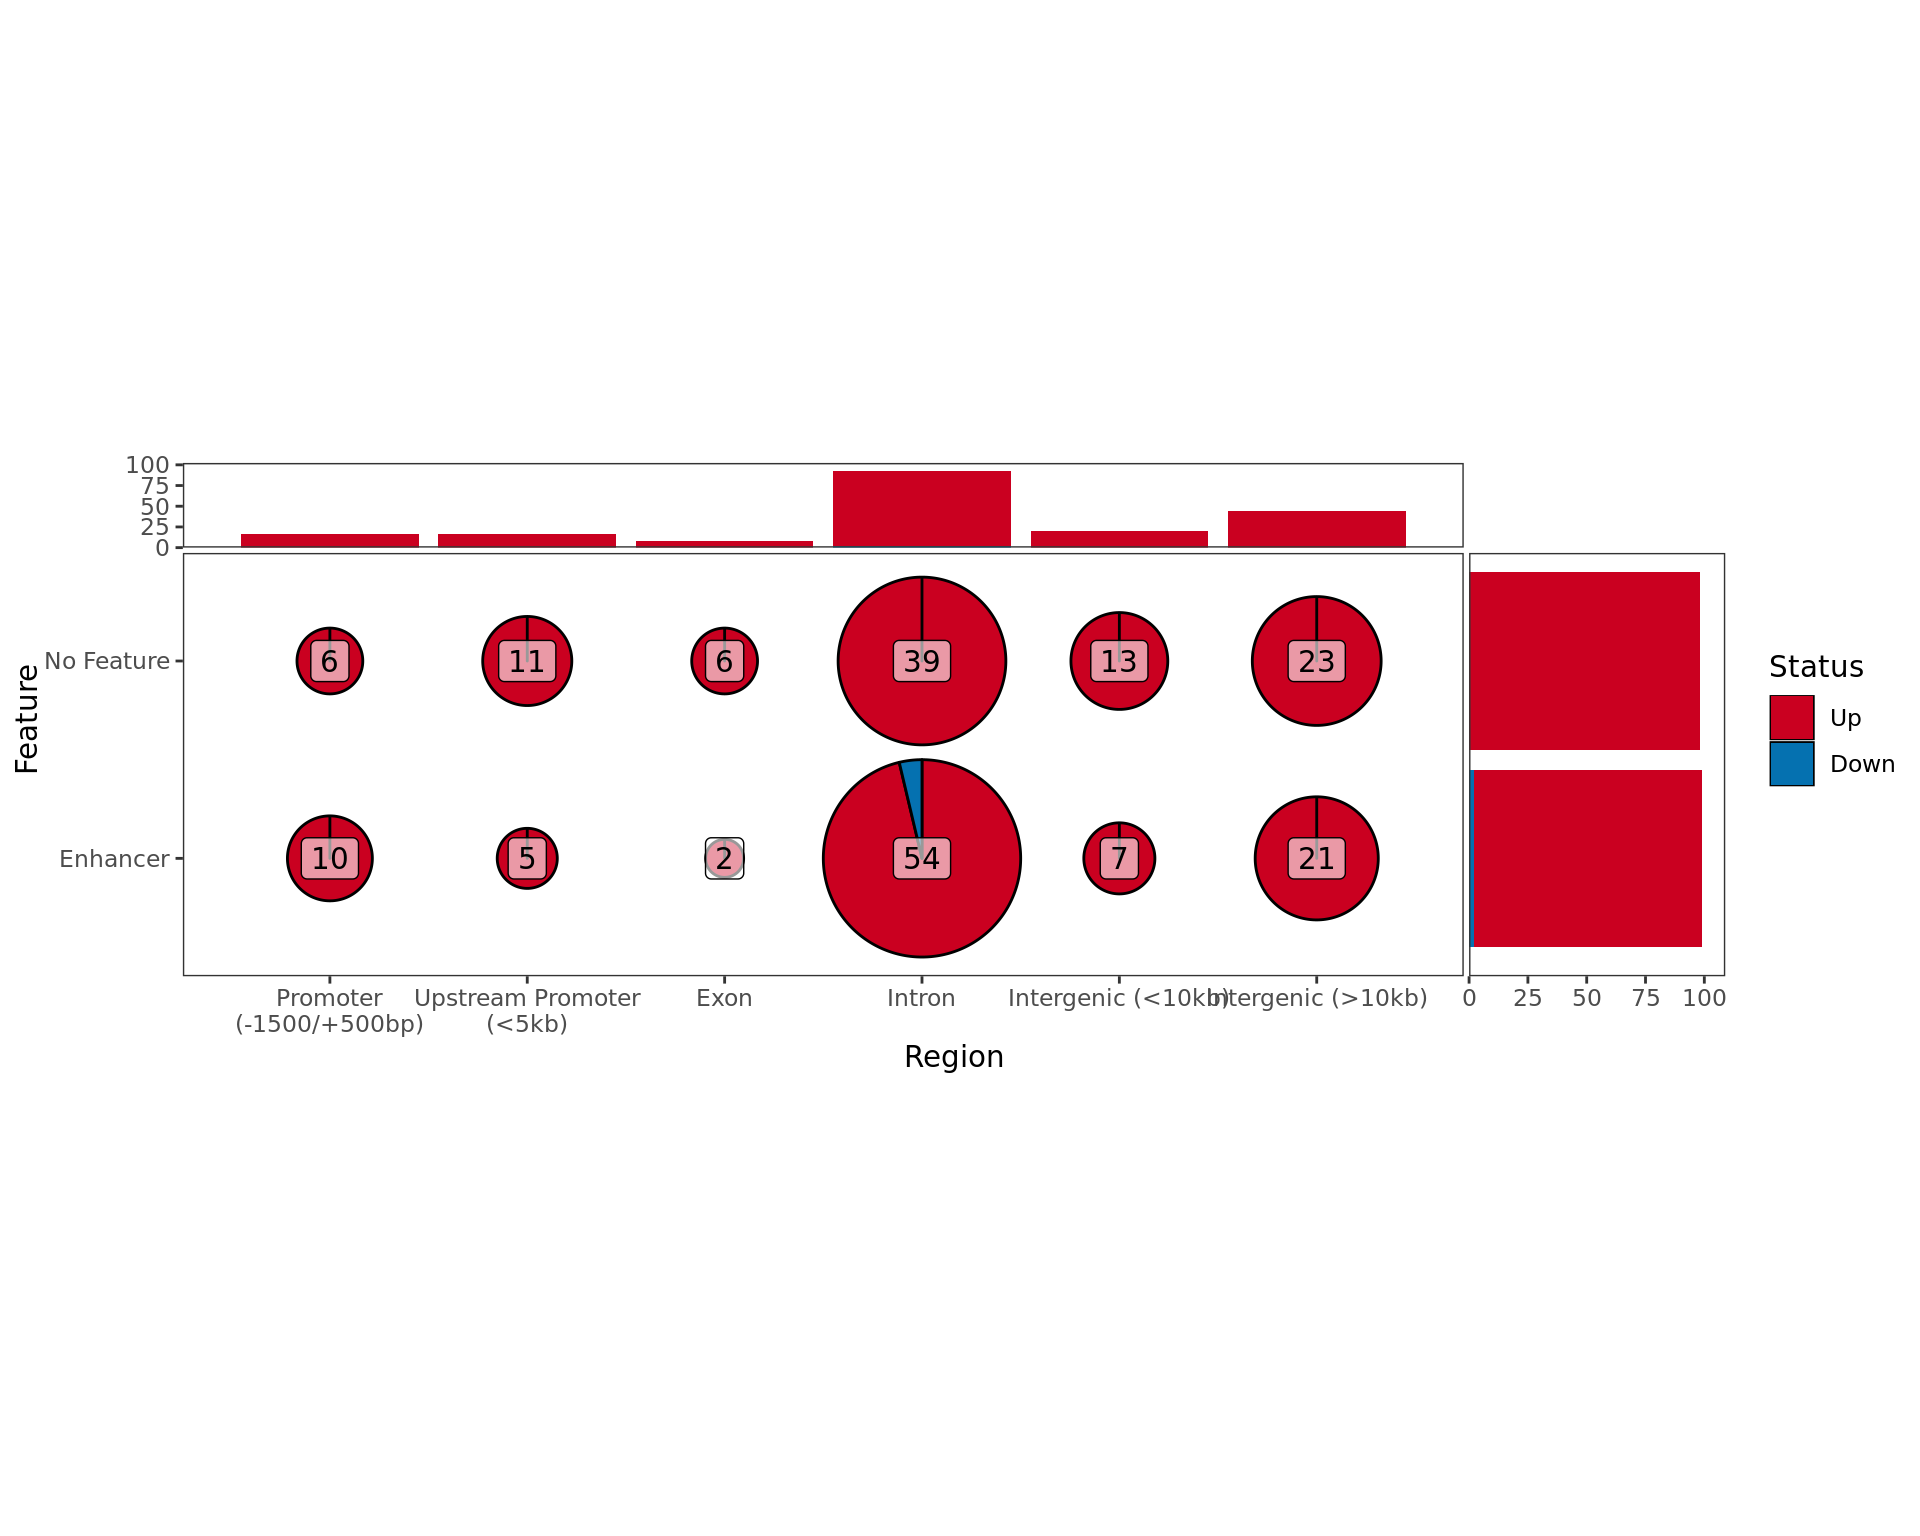 100
75
50
25
0
Feature
No Feature
6
11
6
39
13
23
Enhancer
10
5
2
54
7
21
Promoter
(-1500/+500bp)
Upstream Promoter
(<5kb)
Exon
Intron
Intergenic (<10kb)
Intergenic (>10kb)
0 25 50 75 100
Region
Status
Up
Down